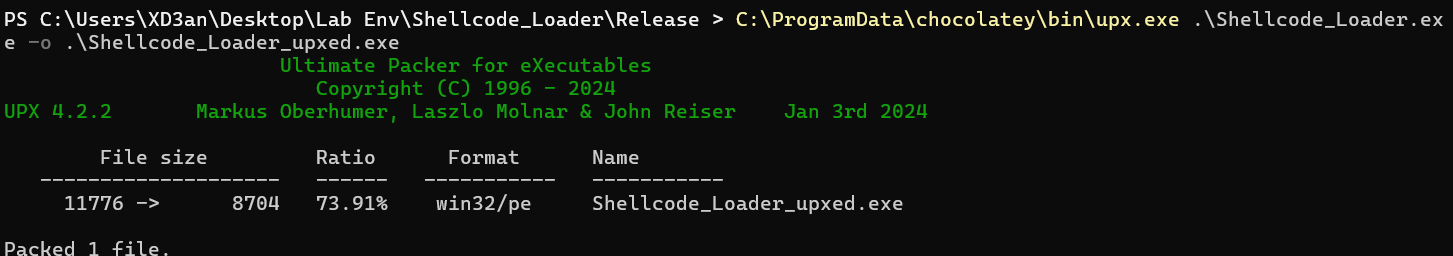 PS C:\Users\XD3an\Desktop\Lab Env\Shellcode_Loader\Release > C:\ProgramData\chocolatey\bin\upx.exe .\Shellcode_Loader.ex
e -o .\Shellcode_Loader_upxed.exe
Ultimate Packer for eXecutables
Copyright (C) 1996 - 2024
UPX 4.2.2       Markus Oberhumer, Laszlo Molnar & John Reiser    Jan 3rd 2024
File size         Ratio      Format      Name
--------------------   ------   -----------   -----------
11776 ->      8704   73.91%    win32/pe     Shellcode_Loader_upxed.exe
Packed 1 file.